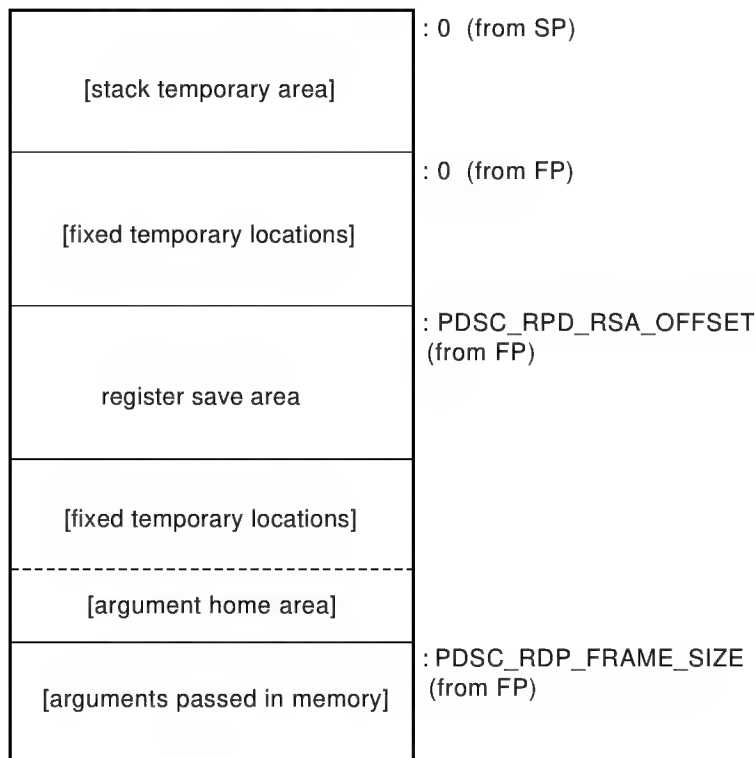 : 0 (from SP)
[stack temporary area]
: 0 (from FP)
[fixed temporary locations]
: PDSC_RPD_RSA_OFFSET
(from FP)
register save area
[fixed temporary locations]
[argument home area]
: PDSC_RDP_FRAME_SIZE
(from FP)
[arguments passed in memory]